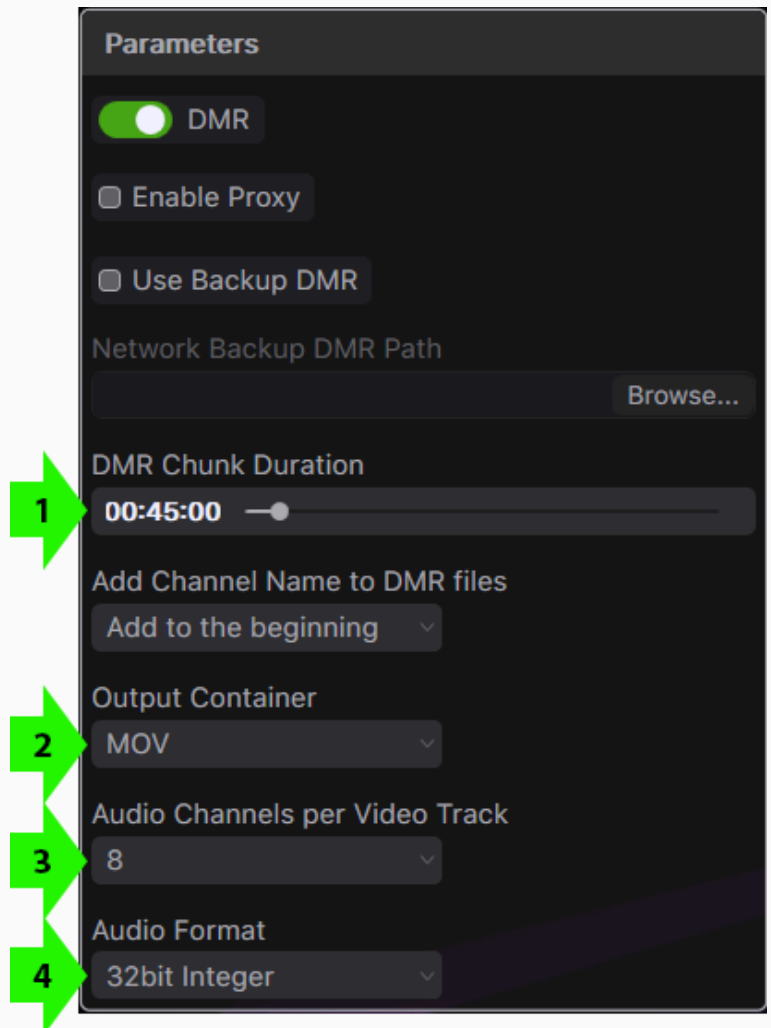 Parameters
DMR
Enable Proxy
Use Backup DMR
Network Backup DMR Path
Browse...
DMR Chunk Duration
1
00:45:00
Add Channel Name to DMR files
Add to the beginning
Output Container
2
MOV
Audio Channels per Video Track
3
8
Audio Format
4
32bit Integer